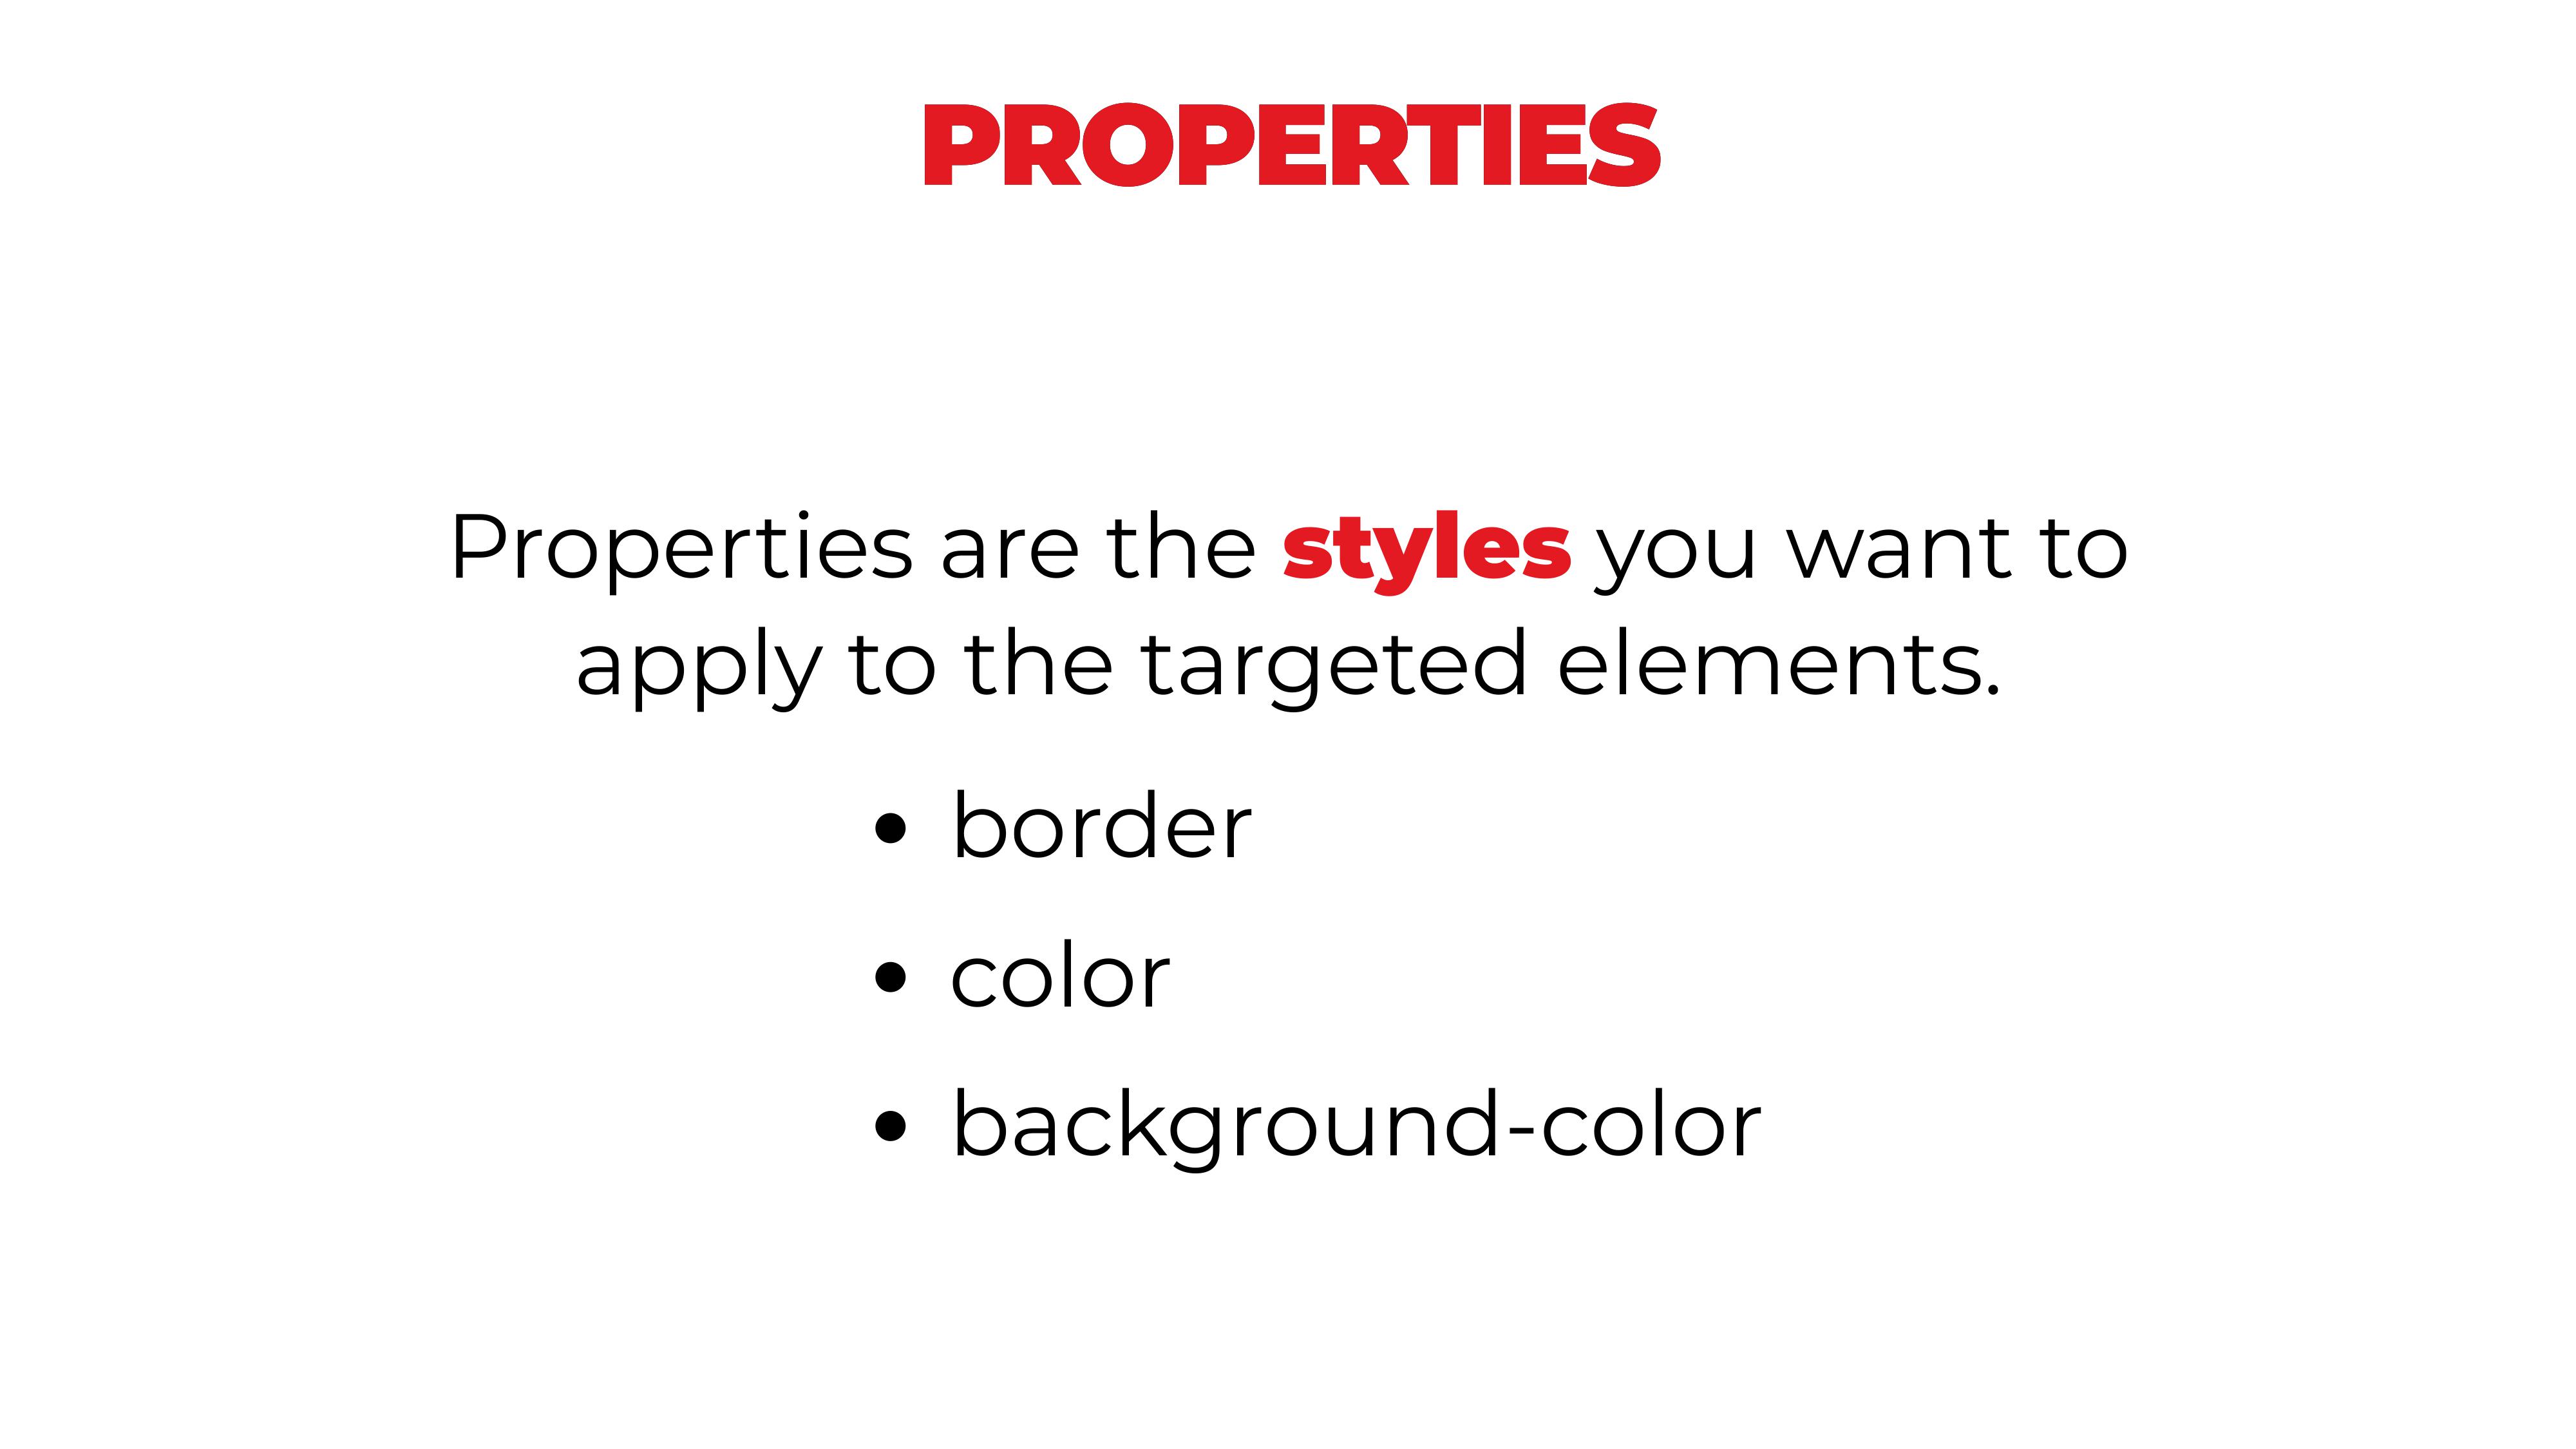 PROPERTIES
Properties are the styles you want to
apply to the targeted elements.
• border
• color
• background-color